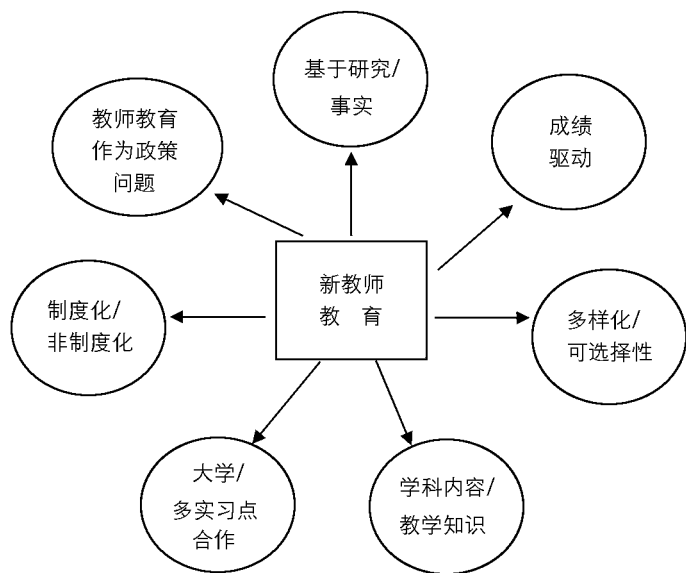 基于研究/
事实
教师教育
作为政策
问题
成绩
驱动
新教师
教 育
制度化/
非制度化
多样化/
可选择性
大学/
多实习点
合作
学科内容/
教学知识